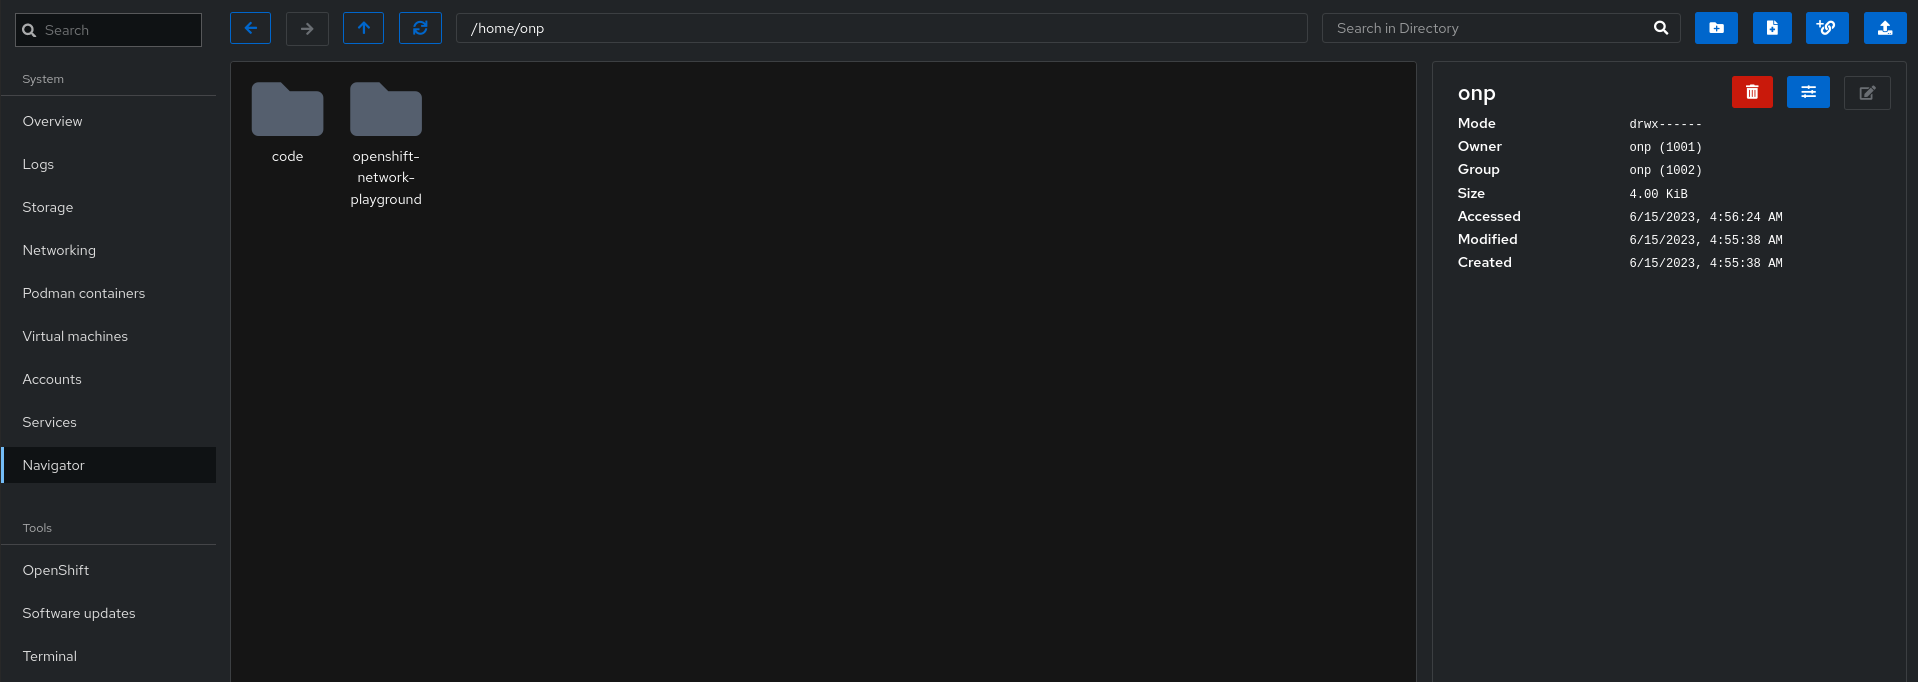 Search
/home/onp
Search in Directory
System
Overview
Logs
Storage
Networking
Podman containers
Virtual machines
Accounts
Services
Navigator
Tools
OpenShift
Software updates
Terminal
code
openshift-
network-
playground
onp
Mode drwx------
Owner onp (1001)
Group onp (1002)
Size 4.00 KiB
Accessed 6/15/2023, 4:56:24 AM
Modified 6/15/2023, 4:55:38 AM
Created 6/15/2023, 4:55:38 AM